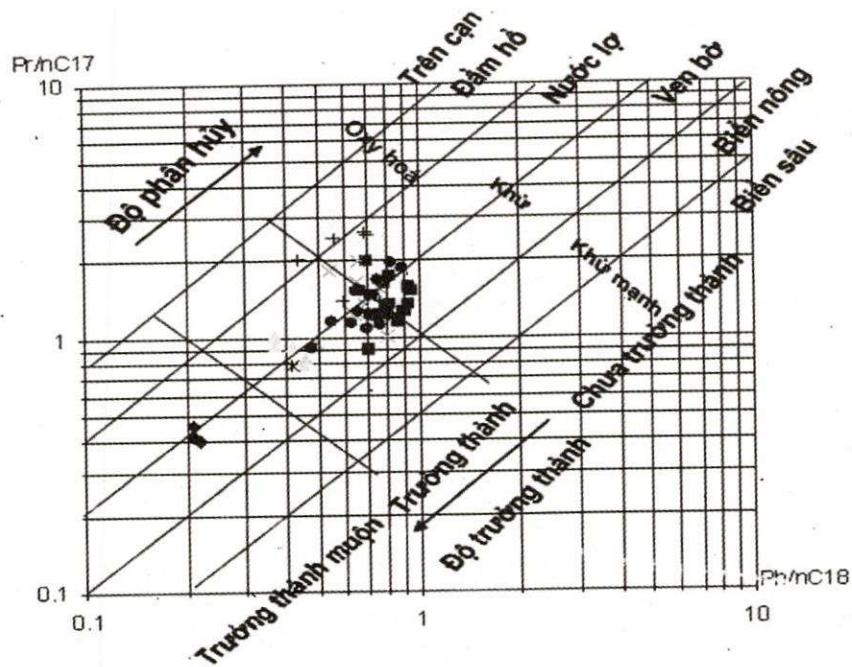 Pr/nC17
10
1
0.1
0.1
1
10
Ph/nC18
Độ phân hủy
Trên cạn
Đầm hồ
Nước lợ
Ven bờ
Biển nông
Biển sâu
Oxy hoá
Khử
Khử mạnh
Chưa trưởng thành
Trưởng thành
Trưởng thành muộn
Độ trưởng thành